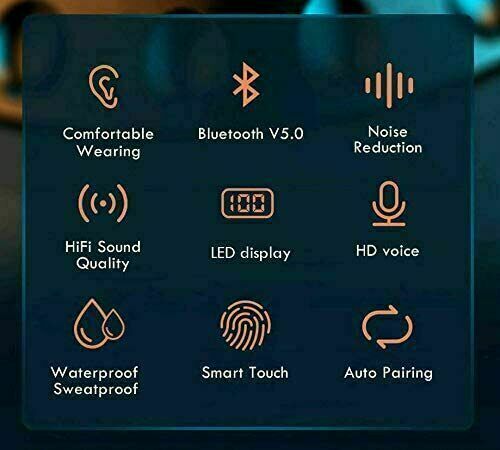 Comfortable
Wearing
Bluetooth V5.0
Noise
Reduction
HiFi Sound
Quality
100
LED display
HD voice
Waterproof
Sweatproof
Smart Touch
Auto Pairing